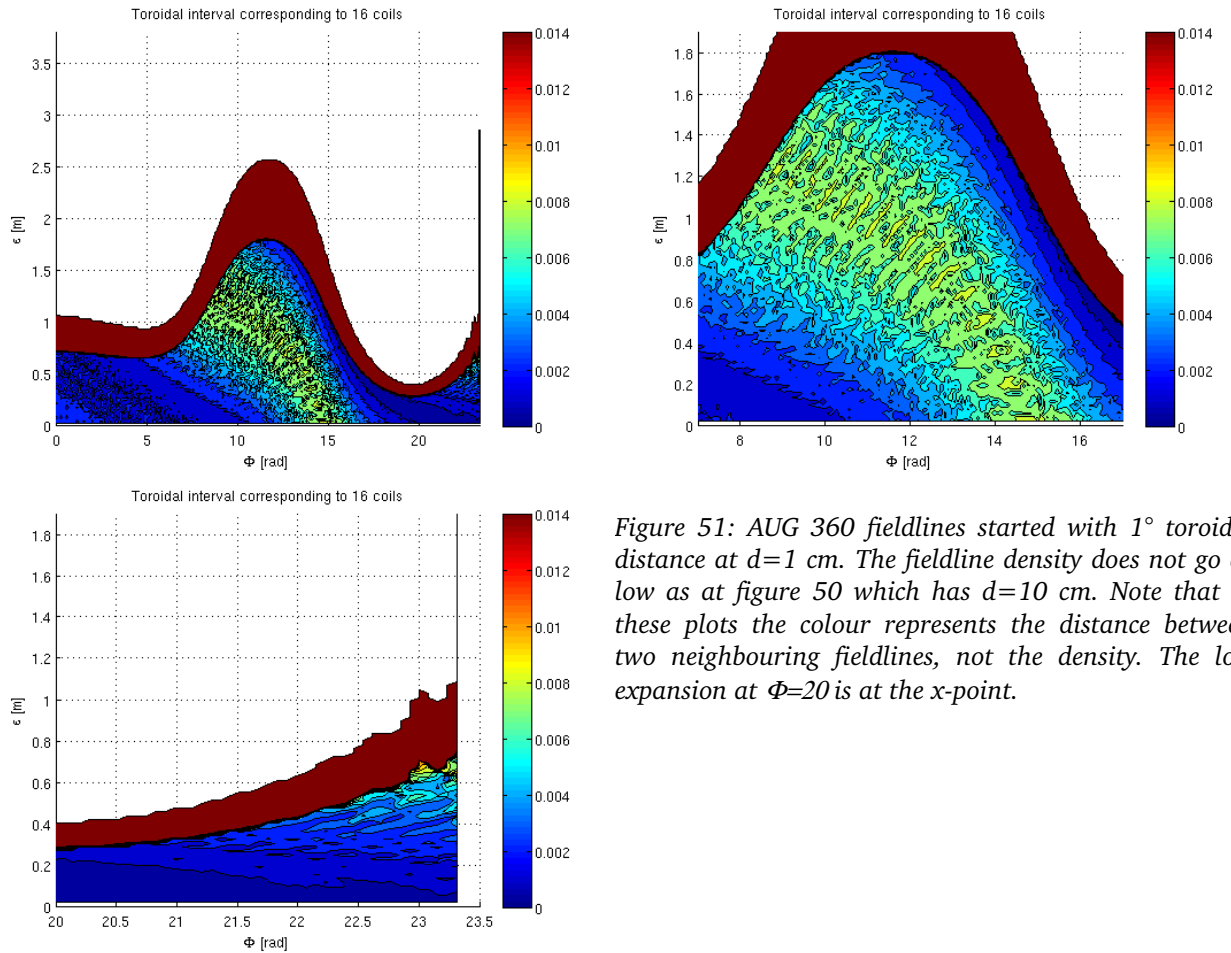 Toroidal interval corresponding to 16 coils
3.5
3
2.5
2
1.5
1
0.5
0
ε [m]
0 5 10 15 20
Φ [rad]
0.014
0.012
0.01
0.008
0.006
0.004
0.002
0
Toroidal interval corresponding to 16 coils
1.8
1.6
1.4
1.2
1
0.8
0.6
0.4
0.2
0
ε [m]
8 10 12 14 16
Φ [rad]
0.014
0.012
0.01
0.008
0.006
0.004
0.002
0
Toroidal interval corresponding to 16 coils
1.8
1.6
1.4
1.2
1
0.8
0.6
0.4
0.2
0
ε [m]
20 20.5 21 21.5 22 22.5 23 23.5
Φ [rad]
0.014
0.012
0.01
0.008
0.006
0.004
0.002
0
Figure 51: AUG 360 fieldlines started with 1° toroid
distance at d=1 cm. The fieldline density does not go
low as at figure 50 which has d=10 cm. Note that
these plots the colour represents the distance betwe
two neighbouring fieldlines, not the density. The lo
expansion at Φ=20 is at the x-point.